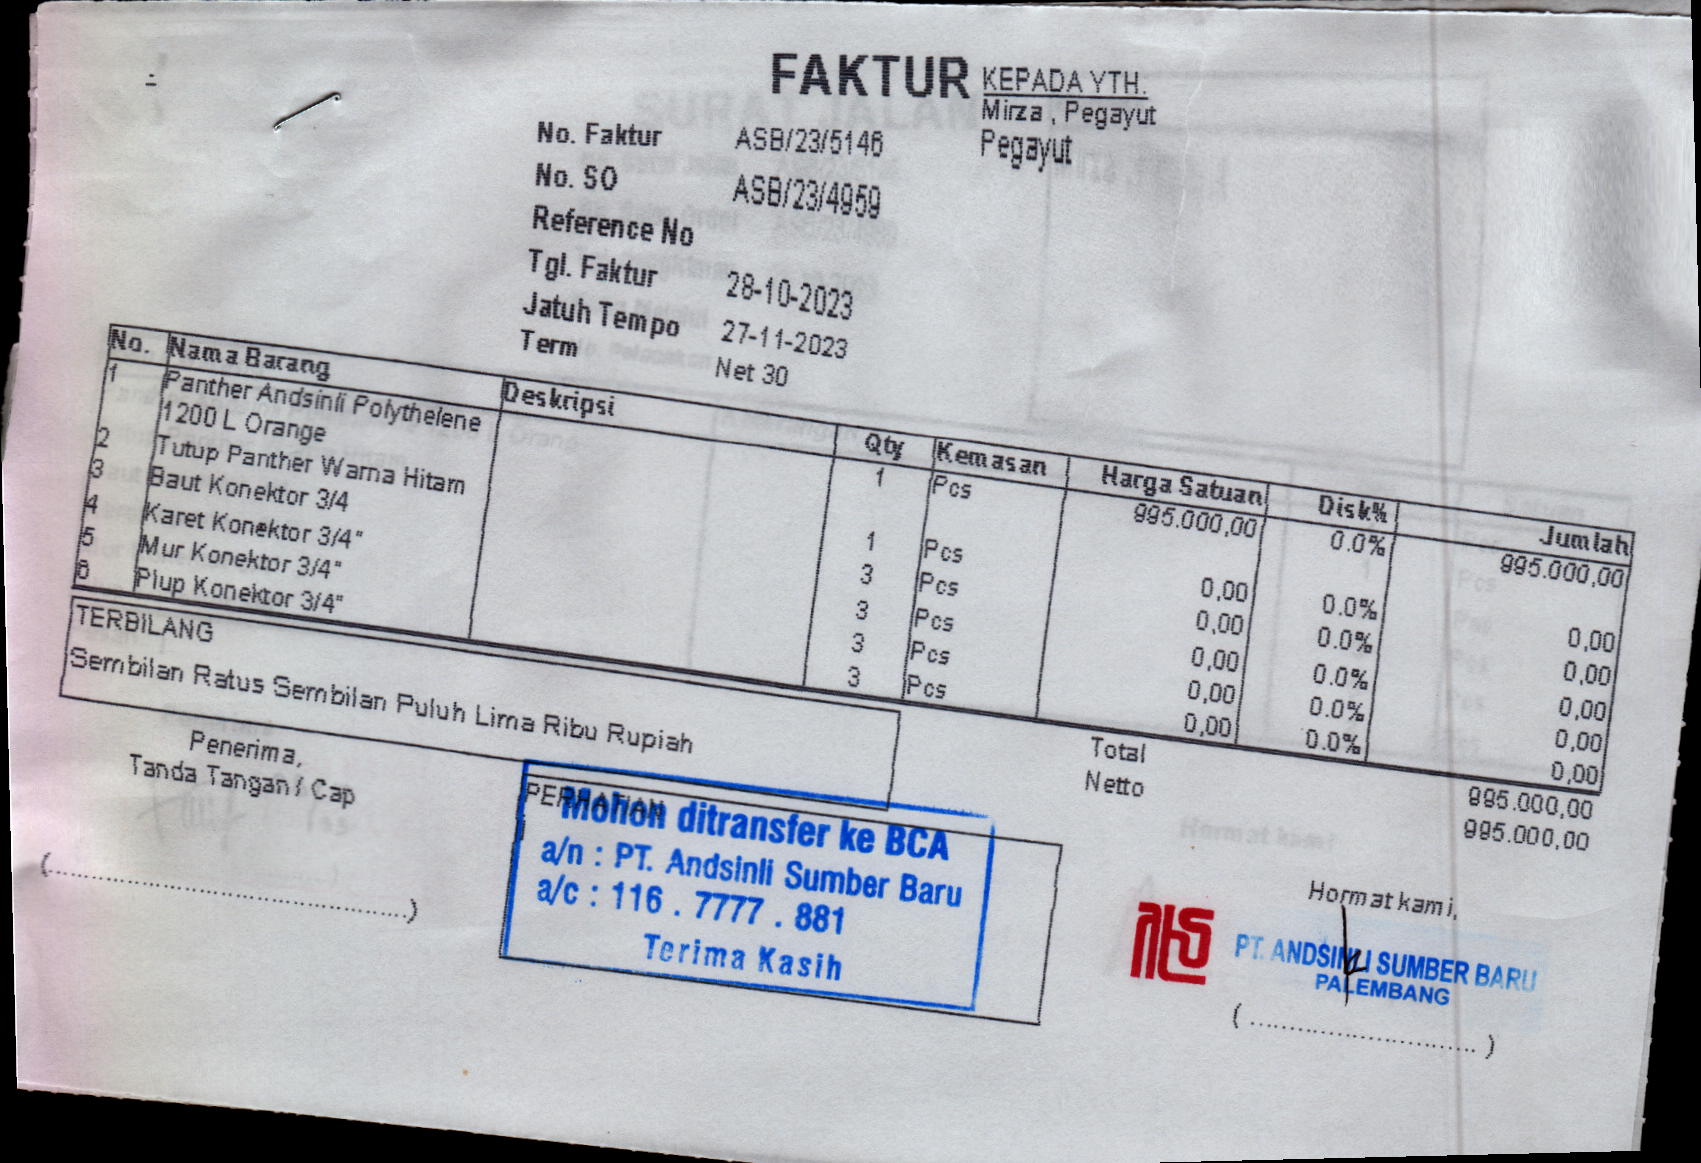 FAKTUR
KEPADA YTH.
Mirza , Pegayut
Pegayut
No. Faktur ASB/23/5146
No. SO ASB/23/4959
Reference No
Tgl. Faktur 28-10-2023
Jatuh Tempo 27-11-2023
Term Net 30
No. Nama Barang Deskripsi Qty Kemasan Harga Satuan Disk% Jumlah
1 Panther Andsinli Polythelene 1 Pcs 995.000,00 0.0% 995.000,00
1200 L Orange
2 Tutup Panther Warna Hitam 1 Pcs 0,00 0.0% 0,00
3 Baut Konektor 3/4 3 Pcs 0,00 0.0% 0,00
4 Karet Konektor 3/4" 3 Pcs 0,00 0.0% 0,00
5 Mur Konektor 3/4" 3 Pcs 0,00 0.0% 0,00
6 Plup Konektor 3/4" 3 Pcs 0,00 0.0% 0,00
TERBILANG
Sembilan Ratus Sembilan Puluh Lima Ribu Rupiah
Total 995.000,00
Netto 995.000,00
Penerima,
Tanda Tangan / Cap
(........................................)
PERHATIAN
Mohon ditransfer ke BCA
a/n : PT. Andsinli Sumber Baru
a/c : 116 . 7777 . 881
Terima Kasih
Hormat kami,
PT. ANDSINLI SUMBER BARU
PALEMBANG
(..............................)